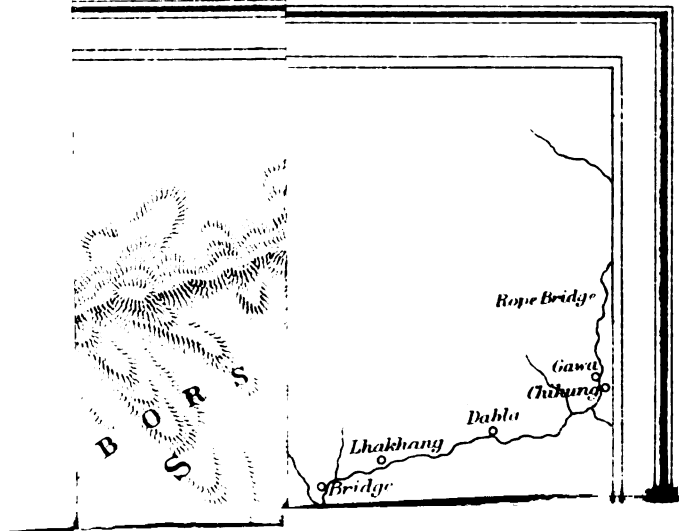 Rope Bridge
Gawa
Chikung
Dabla
Lhakhang
Bridge
B O R S
S